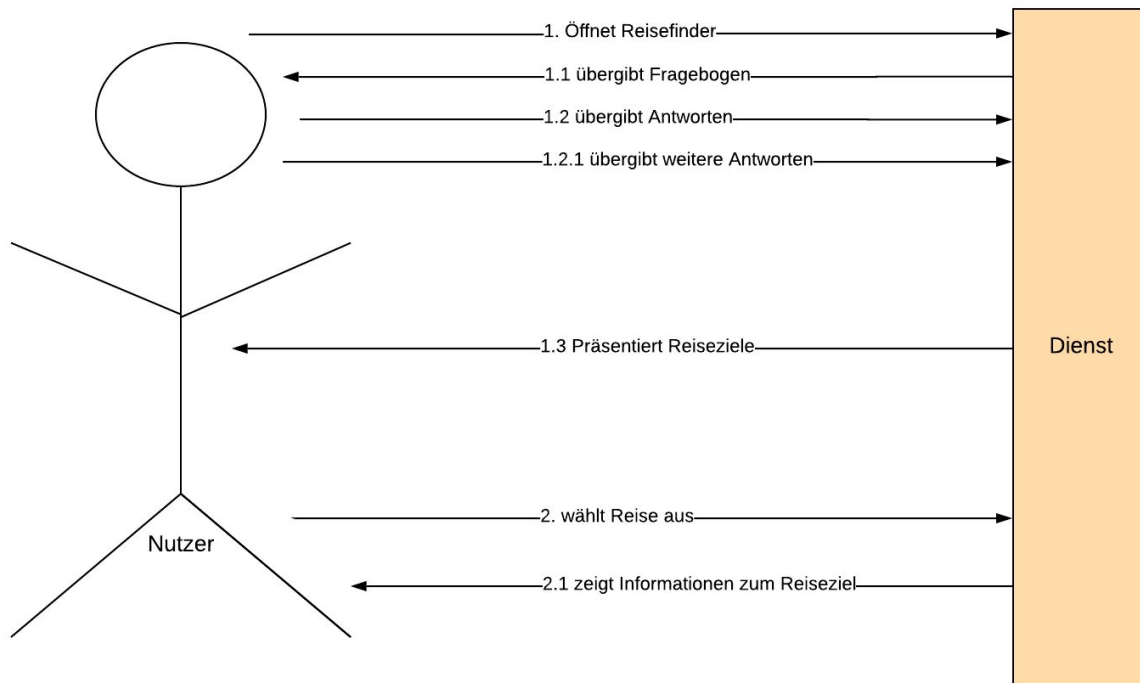 1. Öffnet Reisefinder
1.1 übergibt Fragebogen
1.2 übergibt Antworten
1.2.1 übergibt weitere Antworten
1.3 Präsentiert Reiseziele
Dienst
2. wählt Reise aus
Nutzer
2.1 zeigt Informationen zum Reiseziel